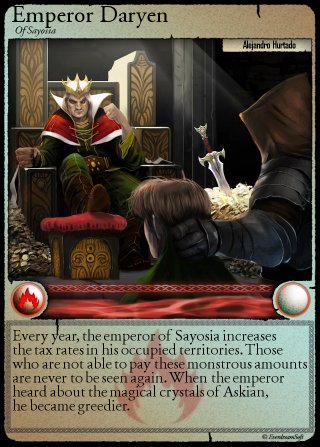 Emperor Daryen
Of Sayossa
Alejandro Hurtado
Every year, the emperor of Sayosia increases
the tax rates in his occupied territories. Those
who are not able to pay these monstrous amounts
are never to be seen again. When the emperor
heard about the magical crystals of Askian,
he became greedier.
© EverdreamSoft